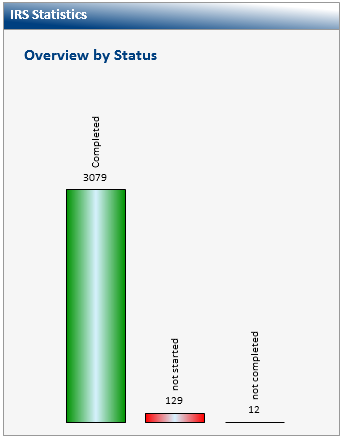 IRS Statistics
Overview by Status
Completed
3079
not started
129
not completed
12